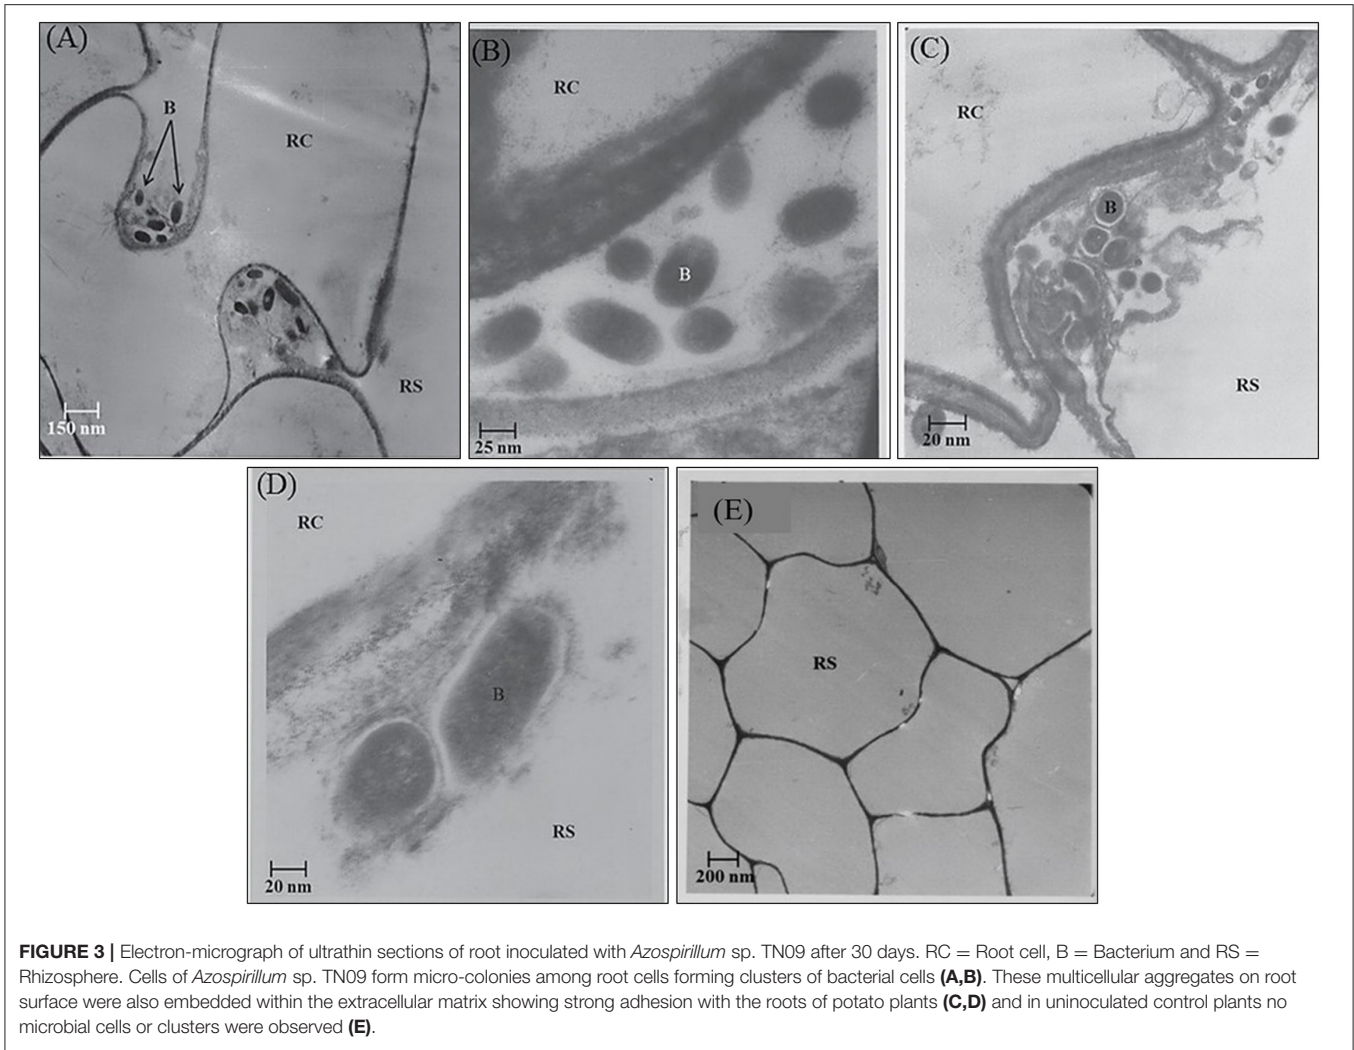 (A)
B
RC
RS
150 nm
(B)
RC
B
25 nm
(C)
RC
B
RS
20 nm
(D)
RC
B
RS
20 nm
(E)
RS
200 nm
FIGURE 3 | Electron-micrograph of ultrathin sections of root inoculated with Azospirillum sp. TN09 after 30 days. RC = Root cell, B = Bacterium and RS =
Rhizosphere. Cells of Azospirillum sp. TN09 form micro-colonies among root cells forming clusters of bacterial cells (A,B). These multicellular aggregates on root
surface were also embedded within the extracellular matrix showing strong adhesion with the roots of potato plants (C,D) and in uninoculated control plants no
microbial cells or clusters were observed (E).